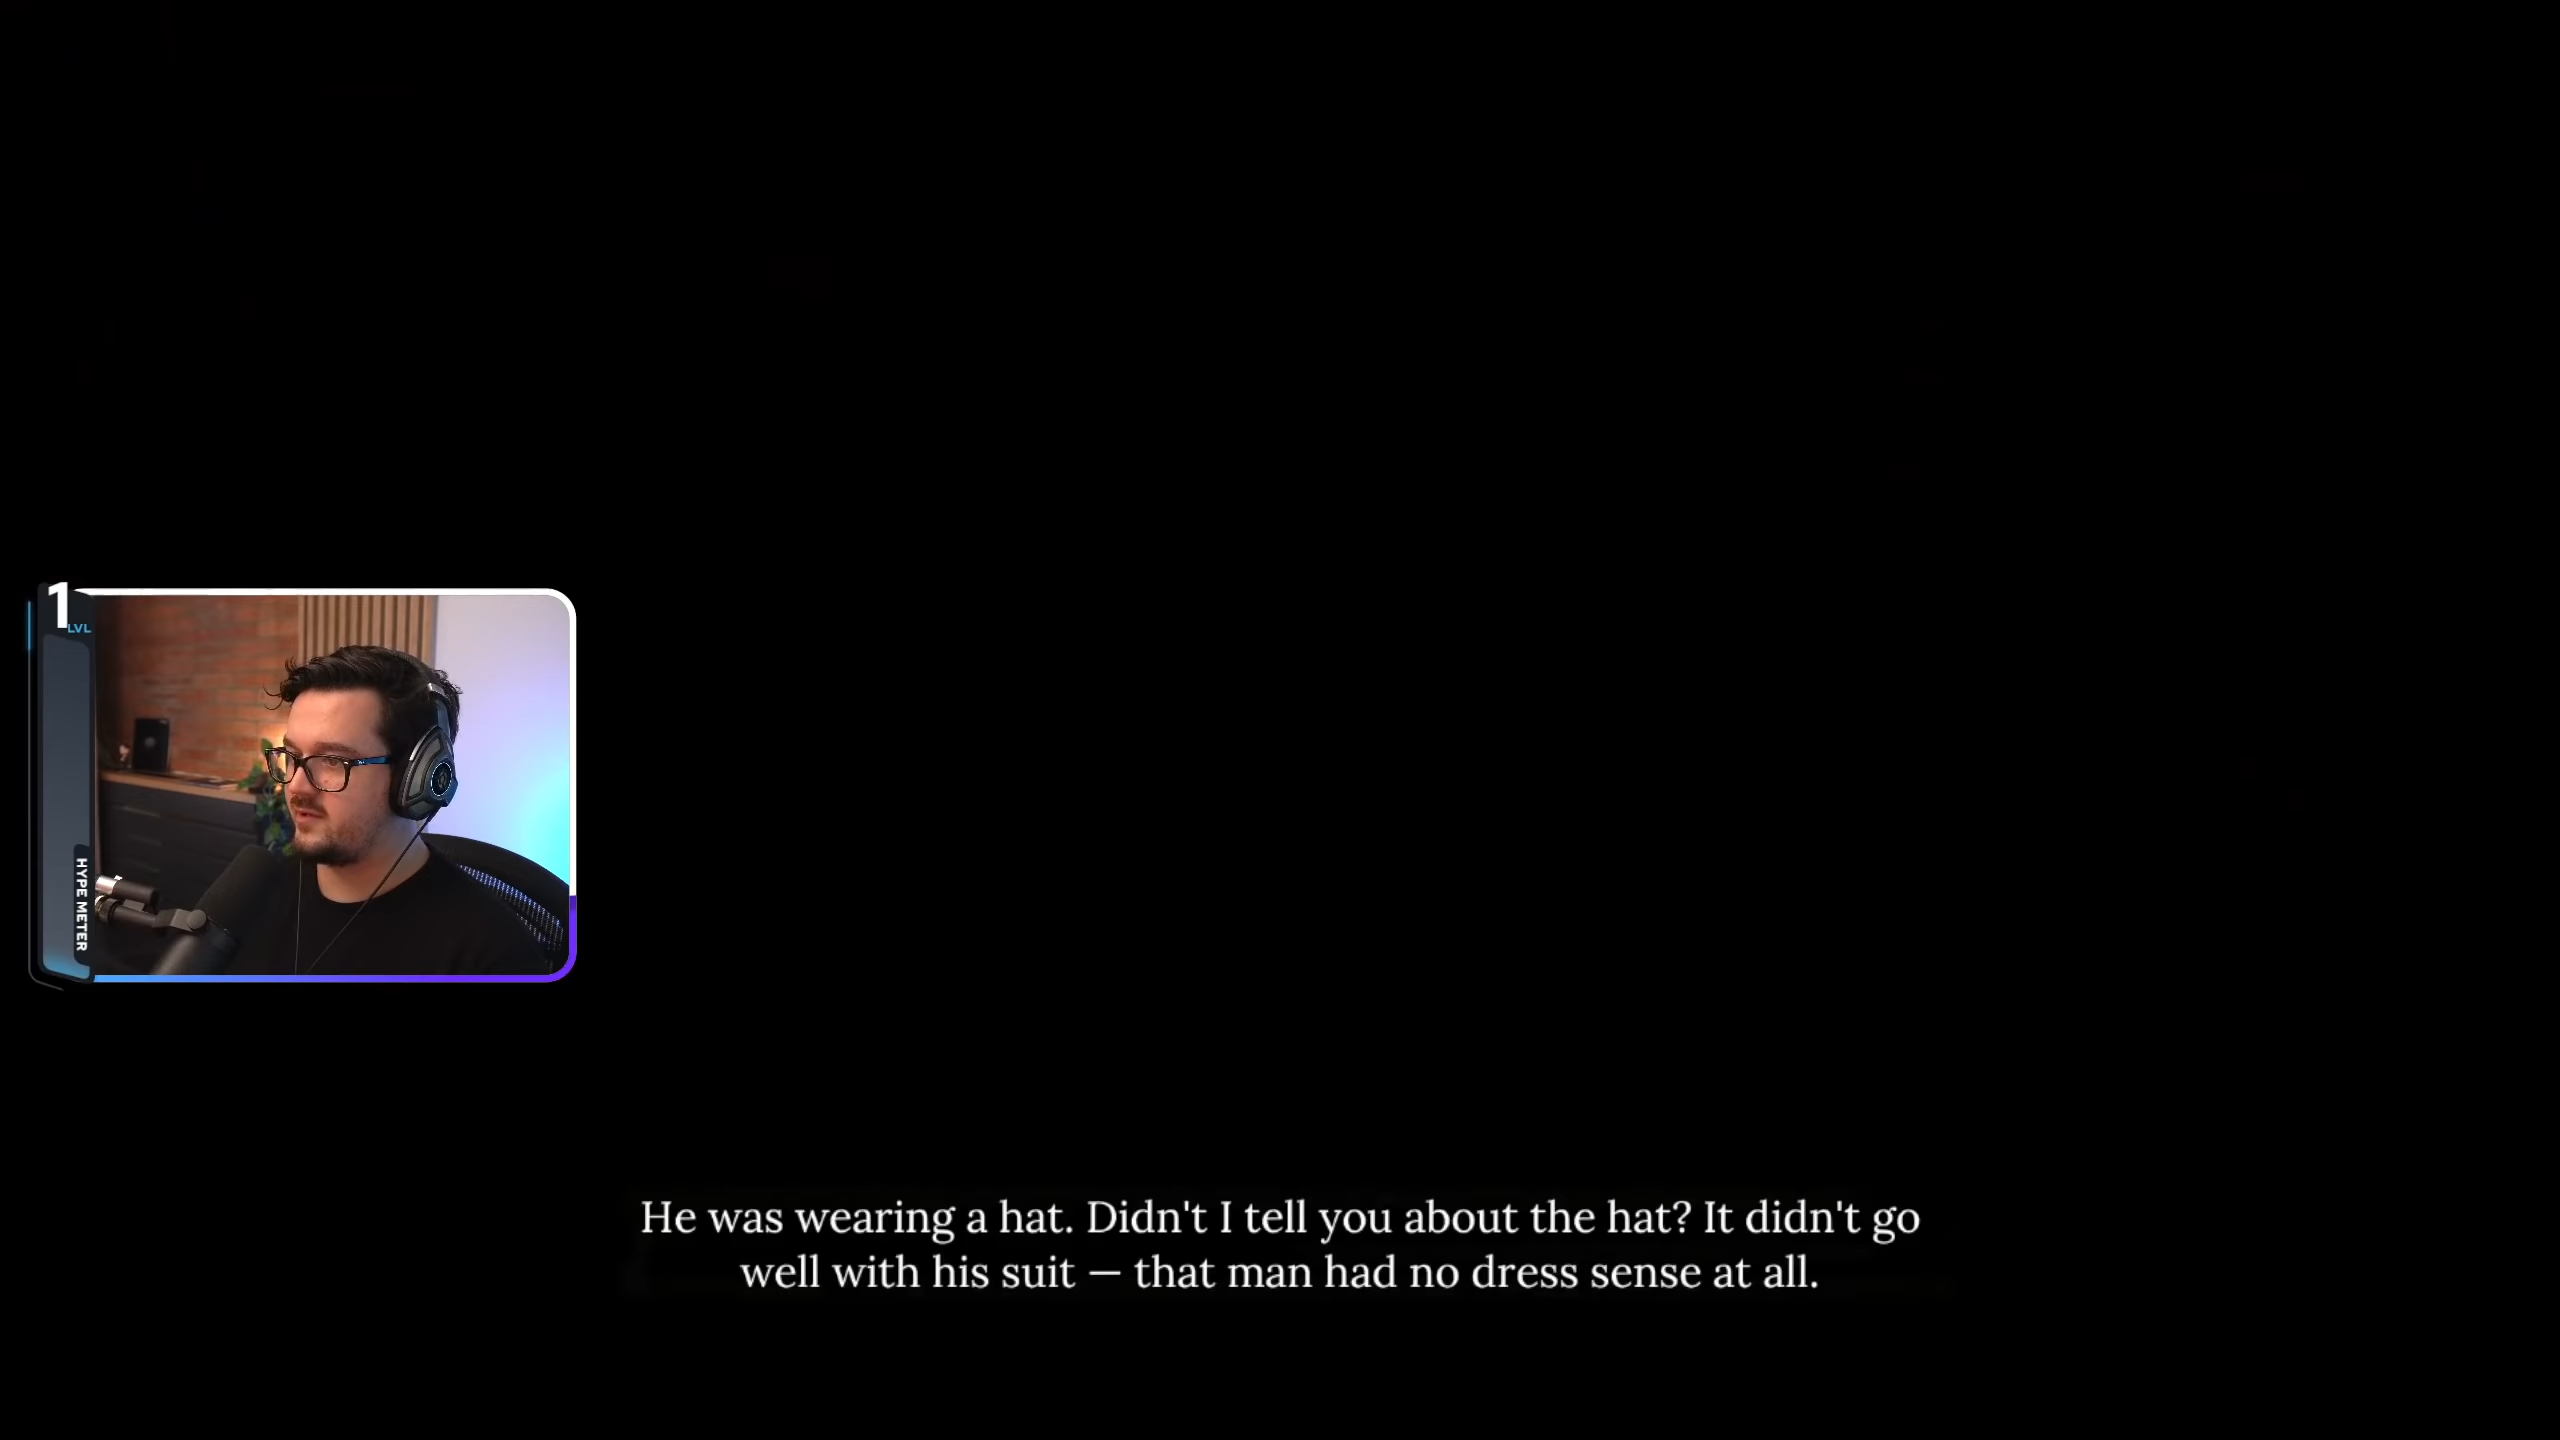 1
LVL
HYPE METER
He was wearing a hat. Didn't I tell you about the hat? It didn't go
well with his suit — that man had no dress sense at all.